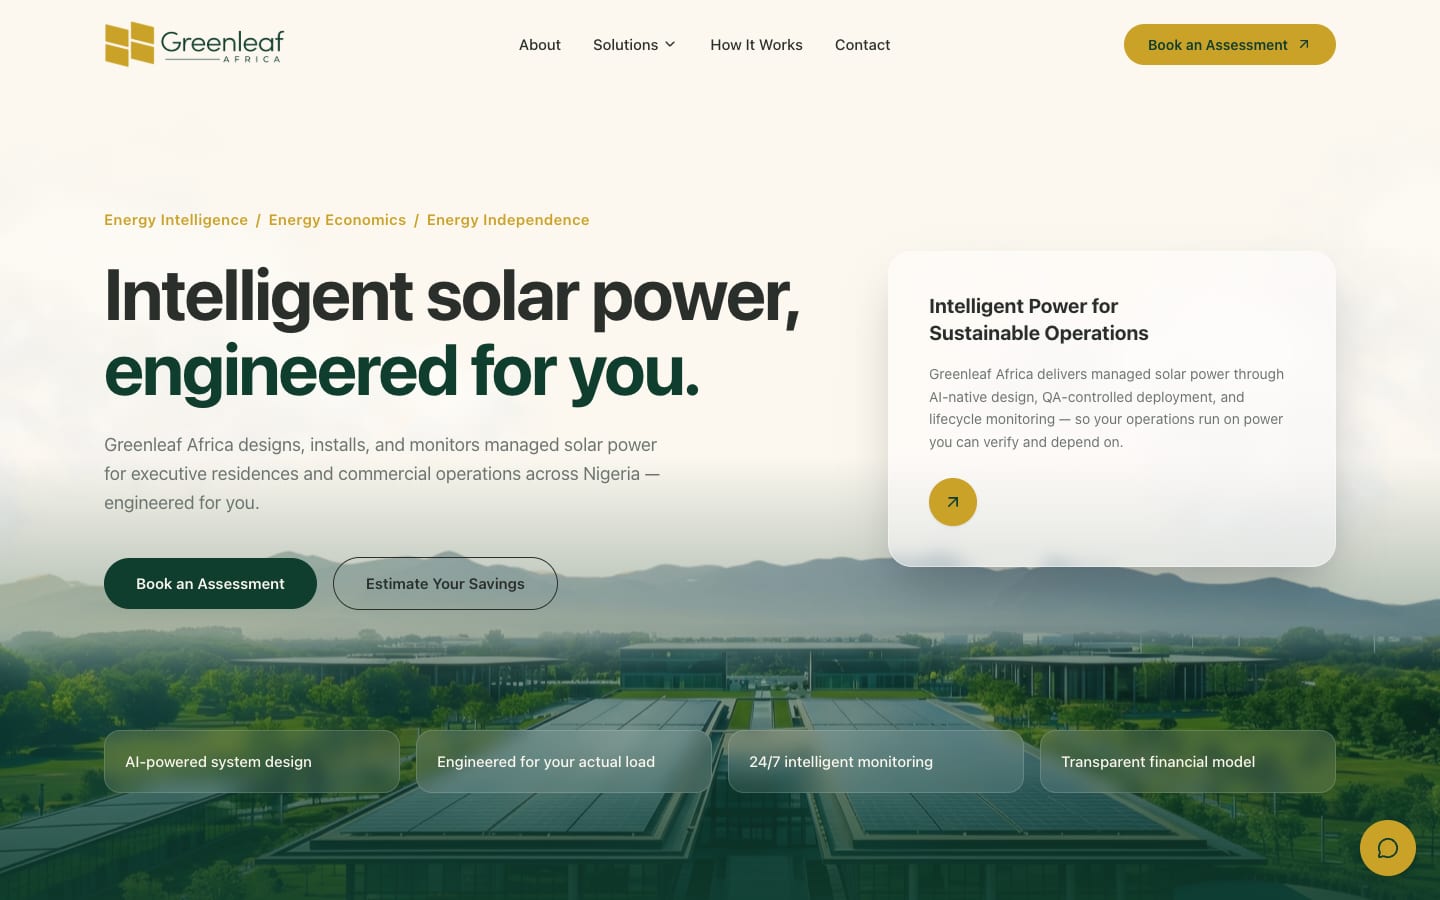 Greenleaf
AFRICA
About
Solutions
How It Works
Contact
Book an Assessment
Energy Intelligence / Energy Economics / Energy Independence
Intelligent solar power,
engineered for you.
Greenleaf Africa designs, installs, and monitors managed solar power
for executive residences and commercial operations across Nigeria —
engineered for you.
Book an Assessment
Estimate Your Savings
Intelligent Power for
Sustainable Operations
Greenleaf Africa delivers managed solar power through
AI-native design, QA-controlled deployment, and
lifecycle monitoring — so your operations run on power
you can verify and depend on.
AI-powered system design
Engineered for your actual load
24/7 intelligent monitoring
Transparent financial model